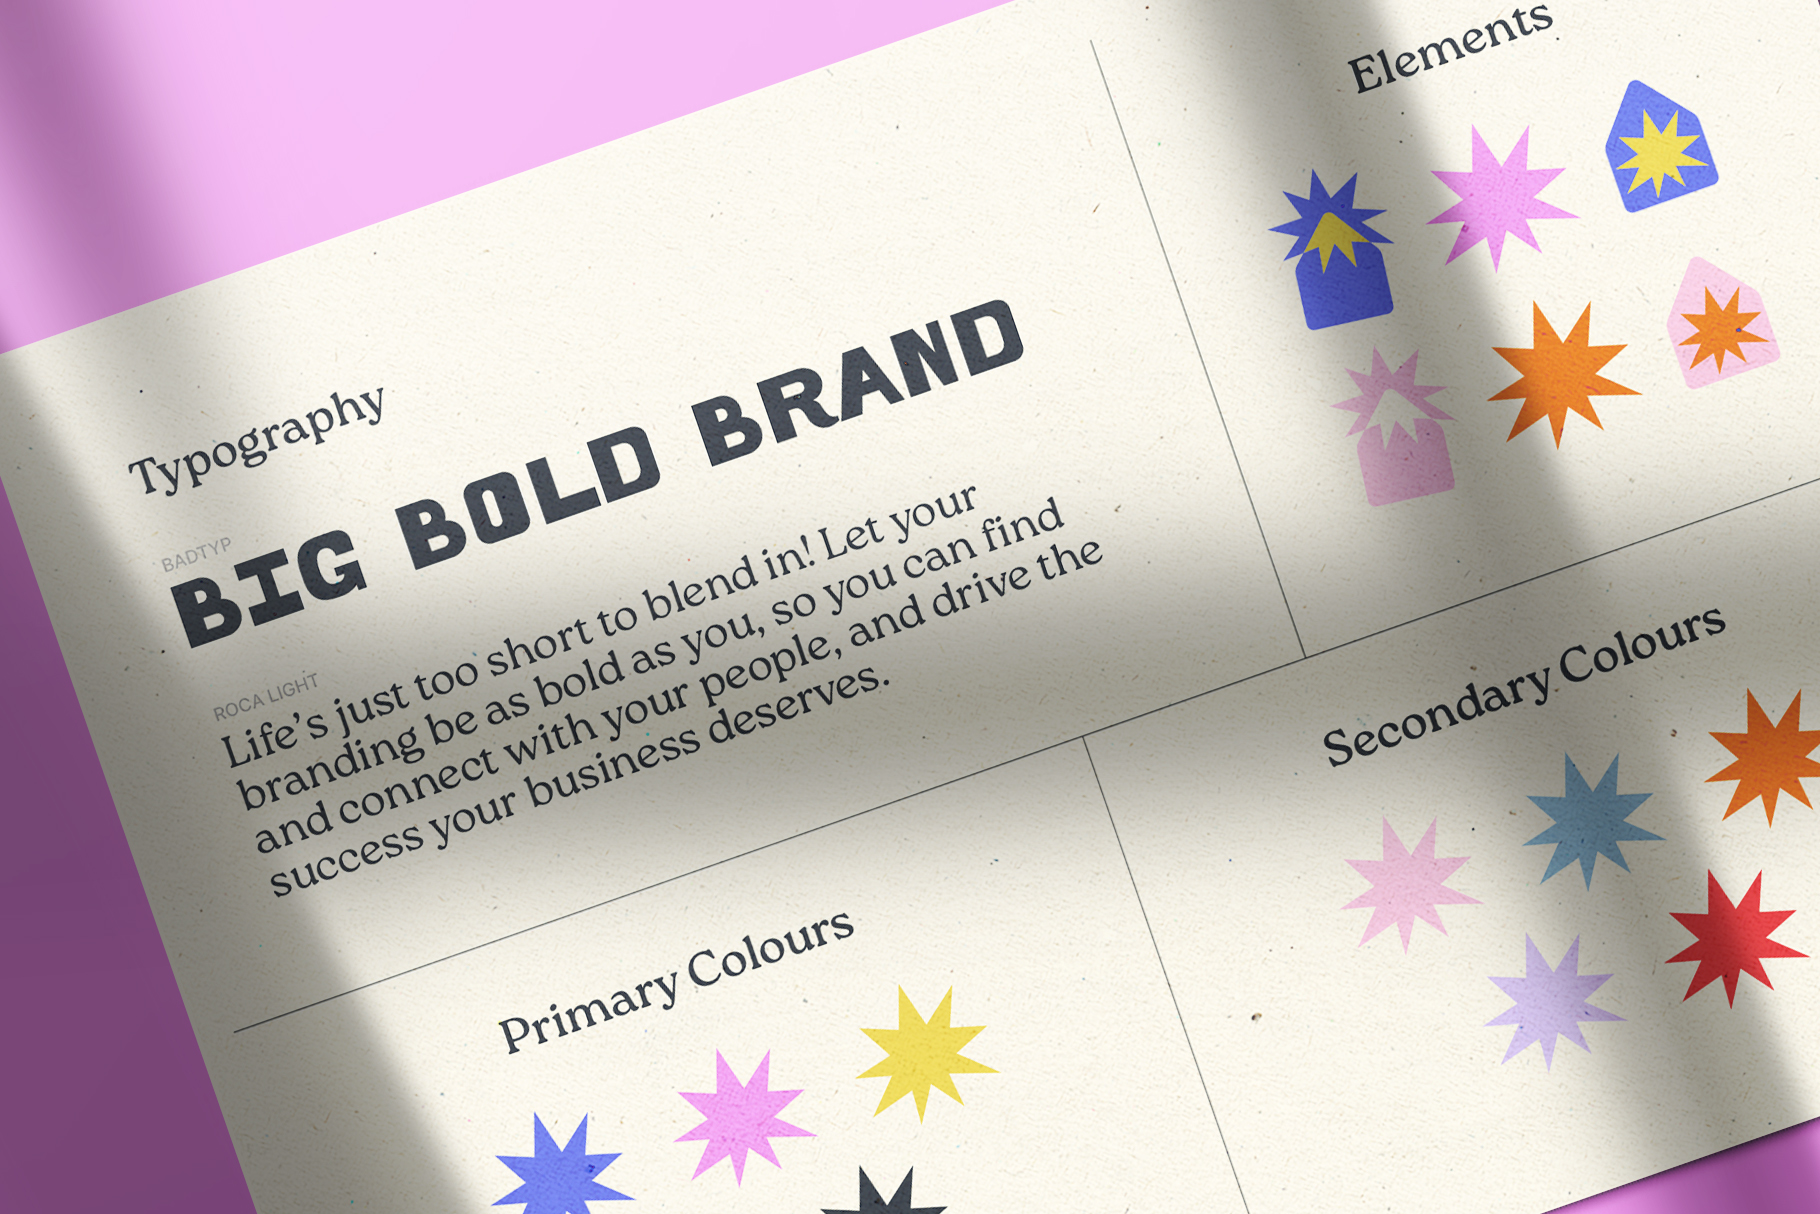 Typography
BADTYP
BIG BOLD BRAND
ROCA LIGHT
Life's just too short to blend in! Let your
branding be as bold as you, so you can find
and connect with your people, and drive the
success your business deserves.
Elements
Primary Colours
Secondary Colours